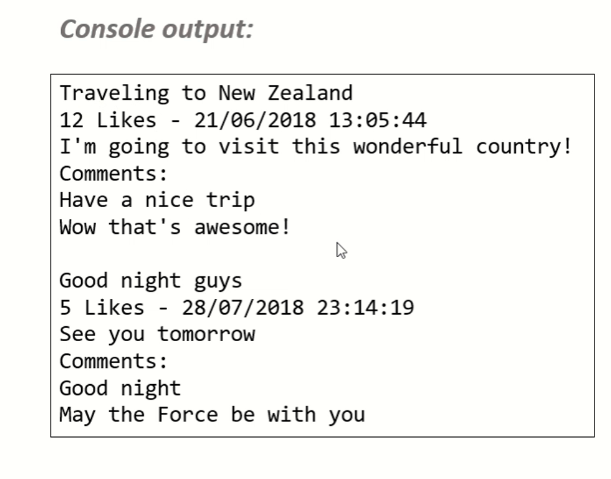 Console output:
Traveling to New Zealand
12 Likes - 21/06/2018 13:05:44
I'm going to visit this wonderful country!
Comments:
Have a nice trip
Wow that's awesome!
Good night guys
5 Likes - 28/07/2018 23:14:19
See you tomorrow
Comments:
Good night
May the Force be with you